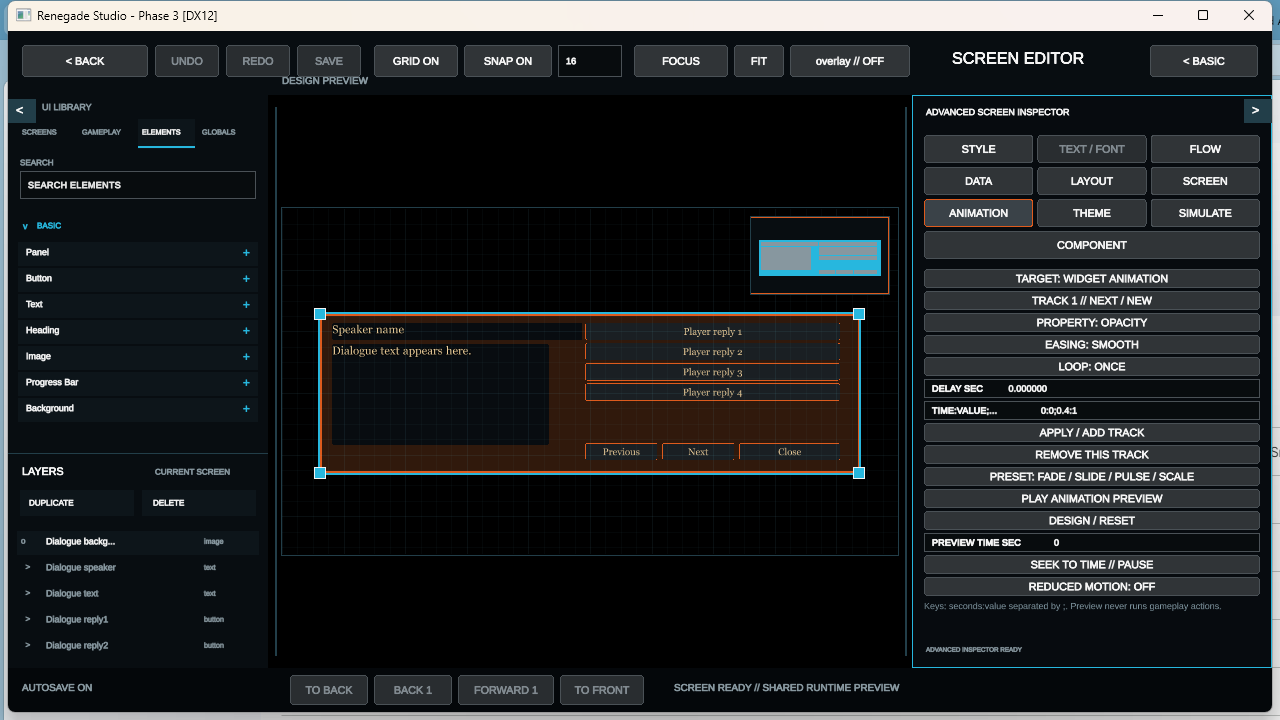 Renegade Studio - Phase 3 [DX12]
< BACK
UNDO
REDO
SAVE
GRID ON
SNAP ON
16
FOCUS
FIT
overlay // OFF
SCREEN EDITOR
< BASIC
DESIGN PREVIEW
<
UI LIBRARY
SCREENS
GAMEPLAY
ELEMENTS
GLOBALS
SEARCH
SEARCH ELEMENTS
v BASIC
Panel +
Button +
Text +
Heading +
Image +
Progress Bar +
Background +
LAYERS
CURRENT SCREEN
DUPLICATE
DELETE
o Dialogue backg... image
> Dialogue speaker text
> Dialogue text text
> Dialogue reply1 button
> Dialogue reply2 button
AUTOSAVE ON
Speaker name
Dialogue text appears here.
Player reply 1
Player reply 2
Player reply 3
Player reply 4
Previous
Next
Close
TO BACK
BACK 1
FORWARD 1
TO FRONT
SCREEN READY // SHARED RUNTIME PREVIEW
ADVANCED SCREEN INSPECTOR
>
STYLE
TEXT / FONT
FLOW
DATA
LAYOUT
SCREEN
ANIMATION
THEME
SIMULATE
COMPONENT
TARGET: WIDGET ANIMATION
TRACK 1 // NEXT / NEW
PROPERTY: OPACITY
EASING: SMOOTH
LOOP: ONCE
DELAY SEC 0.000000
TIME:VALUE;... 0:0;0.4:1
APPLY / ADD TRACK
REMOVE THIS TRACK
PRESET: FADE / SLIDE / PULSE / SCALE
PLAY ANIMATION PREVIEW
DESIGN / RESET
PREVIEW TIME SEC 0
SEEK TO TIME // PAUSE
REDUCED MOTION: OFF
Keys: seconds:value separated by ;. Preview never runs gameplay actions.
ADVANCED INSPECTOR READY